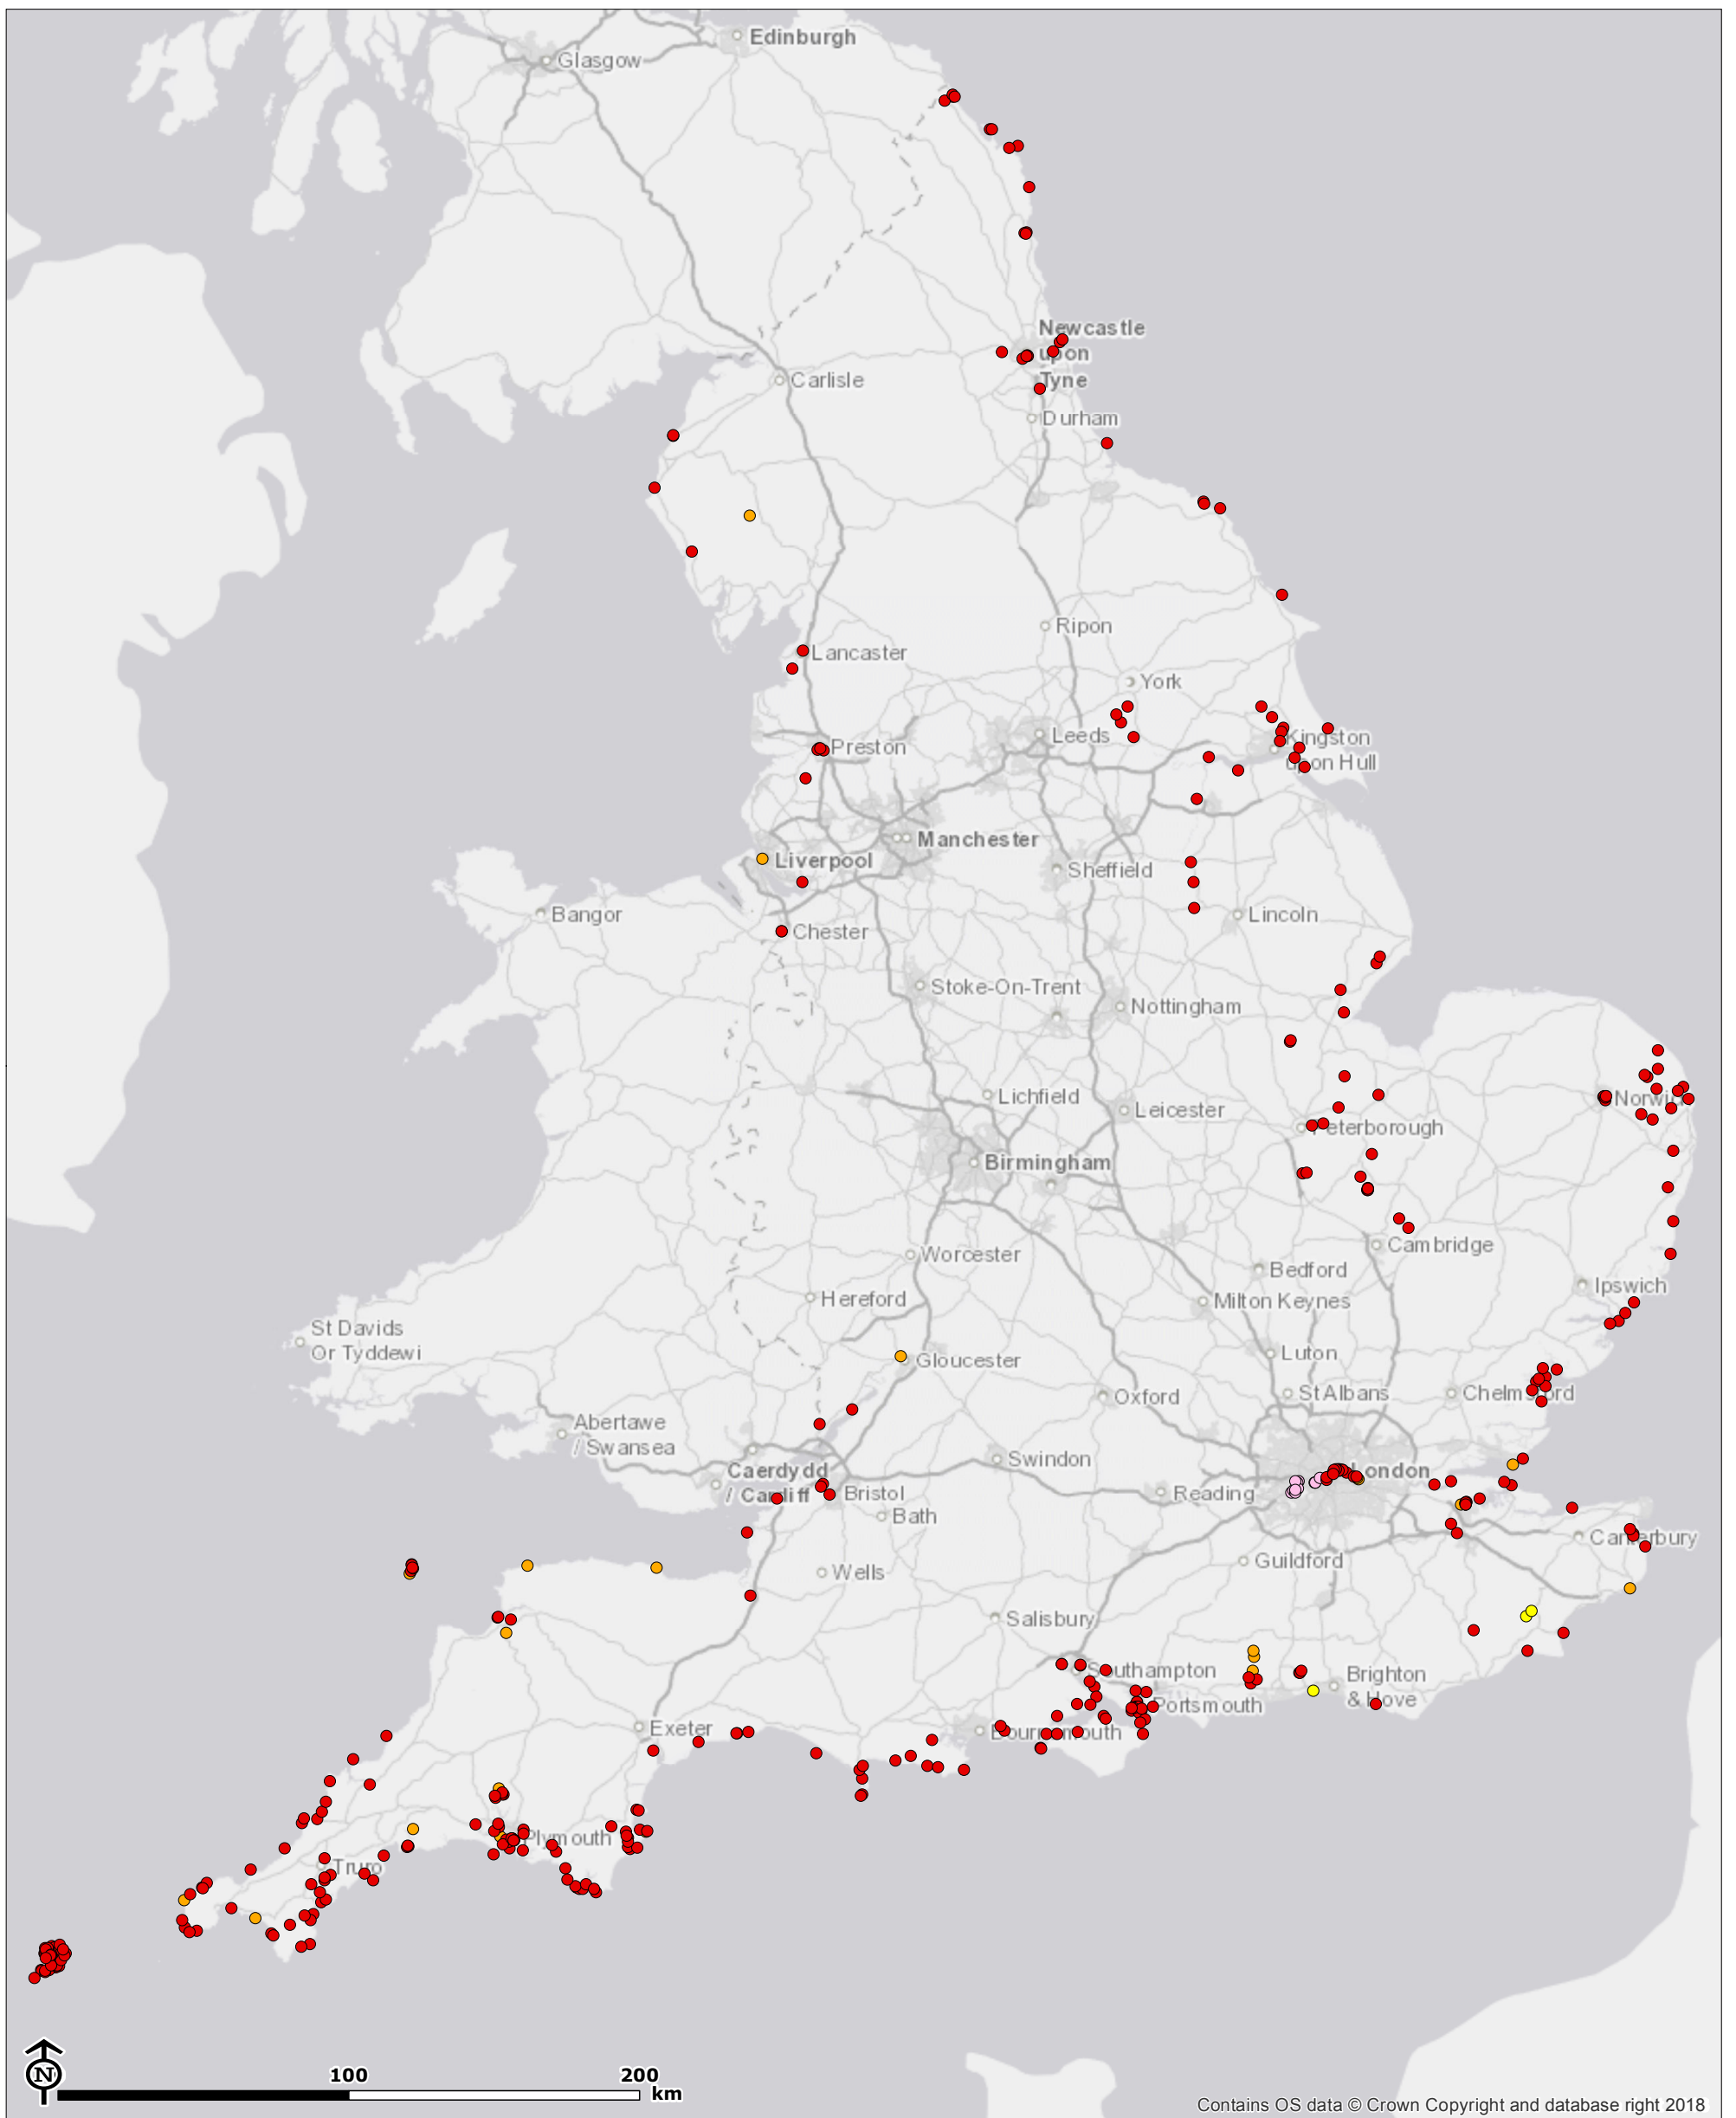 Edinburgh
Glasgow
Newcastle
upon
Tyne
Carlisle
Durham
Ripon
Lancaster
York
Leeds
Kingston
upon Hull
Preston
Manchester
Liverpool
Sheffield
Bangor
Lincoln
Chester
Stoke-On-Trent
Nottingham
Lichfield
Leicester
Peterborough
Birmingham
Worcester
Cambridge
Bedford
Ipswich
Hereford
Milton Keynes
St Davids
Or Tyddewi
Luton
Gloucester
Oxford
St Albans
Abertawe
/ Swansea
Swindon
London
Caerdydd
/ Cardiff
Bristol
Reading
Bath
Canterbury
Guildford
Wells
Salisbury
Southampton
Brighton
& Hove
Portsmouth
Exeter
Bournemouth
Plymouth
Truro
N
100
200
km
Contains OS data © Crown Copyright and database right 2018